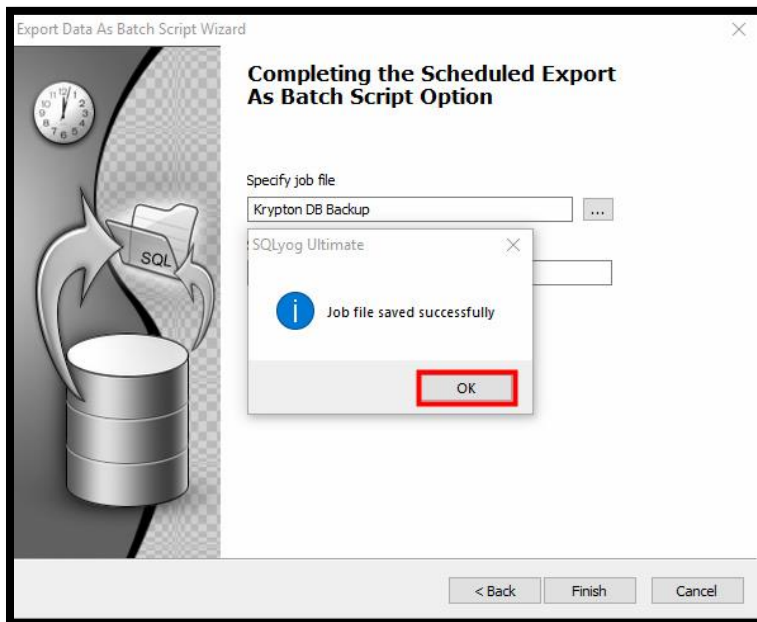 Export Data As Batch Script Wizard
Completing the Scheduled Export
As Batch Script Option
Specify job file
Krypton DB Backup
...
SQLyog Ultimate
Job file saved successfully
OK
SQL
< Back
Finish
Cancel